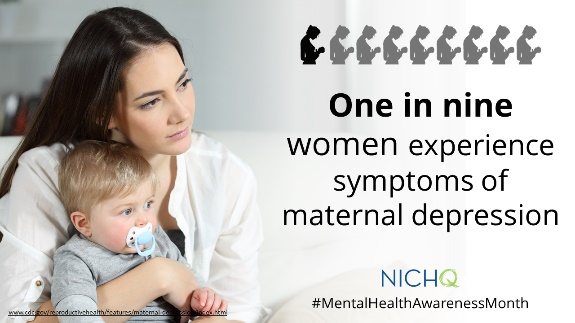 One in nine
women experience
symptoms of
maternal depression
NICHQ
#MentalHealthAwarenessMonth